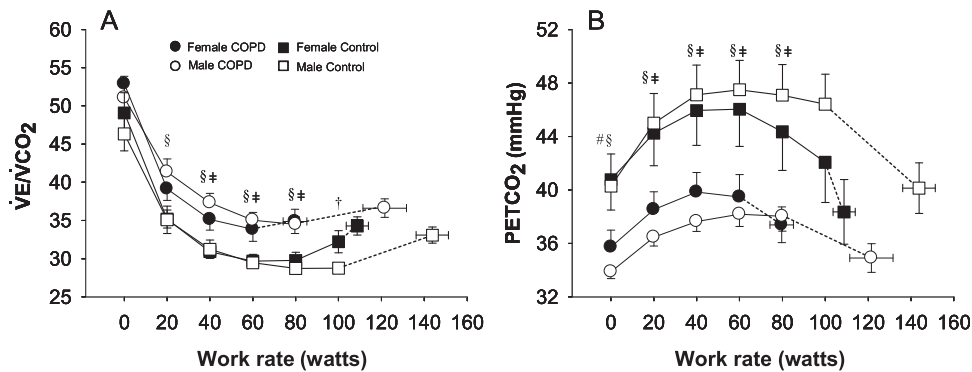 A
Female COPD
Female Control
Male COPD
Male Control
V̇E/V̇CO2
60
55
50
45
40
35
30
25
§
§ ‡
§ ‡
§ ‡
†
0 20 40 60 80 100 120 140 160
Work rate (watts)
B
PETCO2 (mmHg)
52
48
44
40
36
32
#§
§ ‡
§ ‡
§ ‡
§ ‡
0 20 40 60 80 100 120 140 160
Work rate (watts)